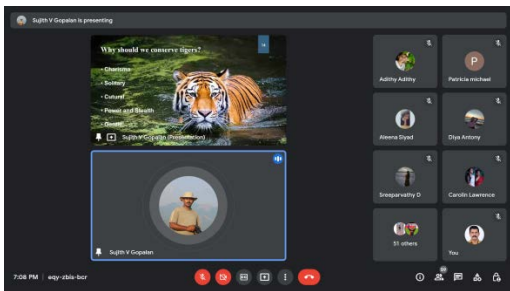 Sujith V Gopalan is presenting
Why should we conserve tigers?
• Charisma
• Solitary
• Cutural
• Power and Stealth
Sujith V Gopalan (Presentation)
Sujith V Gopalan
Adithy Adithy
P
Patricia michael
Aleena Siyad
Diya Antony
Sreeparvathy O
Carolin Lawrence
51 others
You
7:08 PM | eqy-zbis-bcr